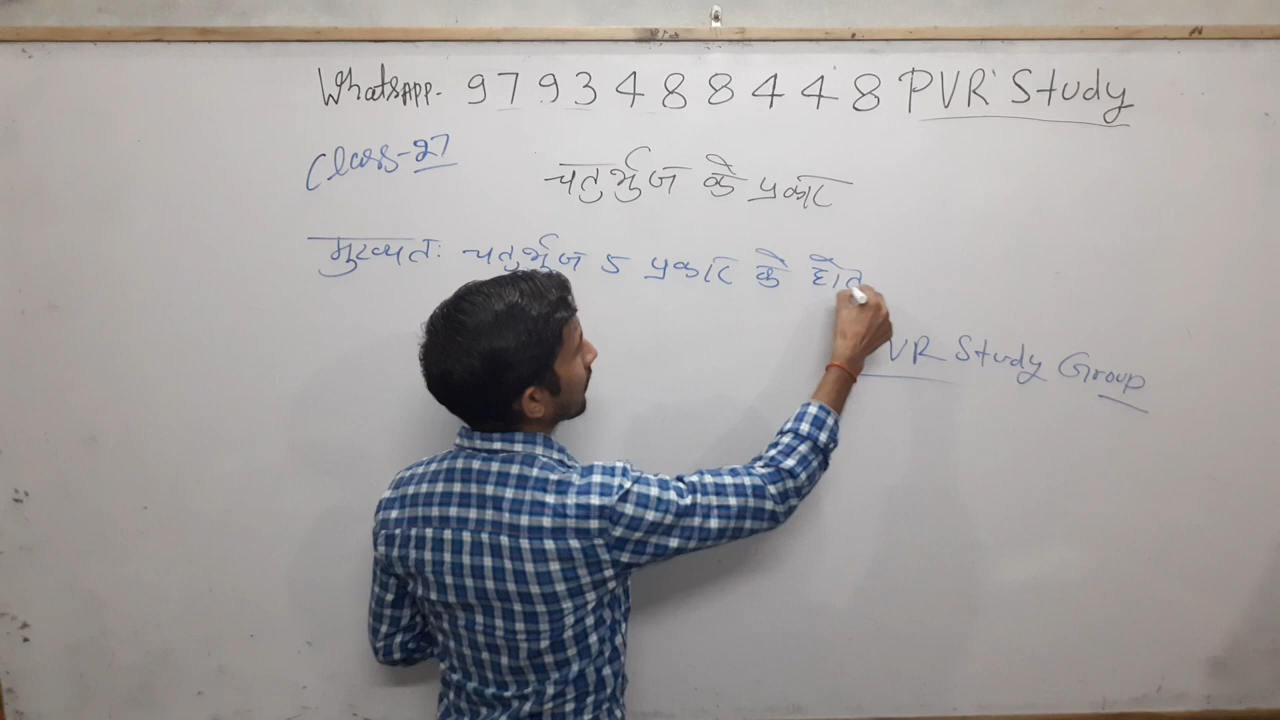 WhatsAPP. 9793488448 PVR Study
Class-27
चतुर्भुज के प्रकार
मुख्यतः चतुर्भुज 5 प्रकार के होत
VR Study Group